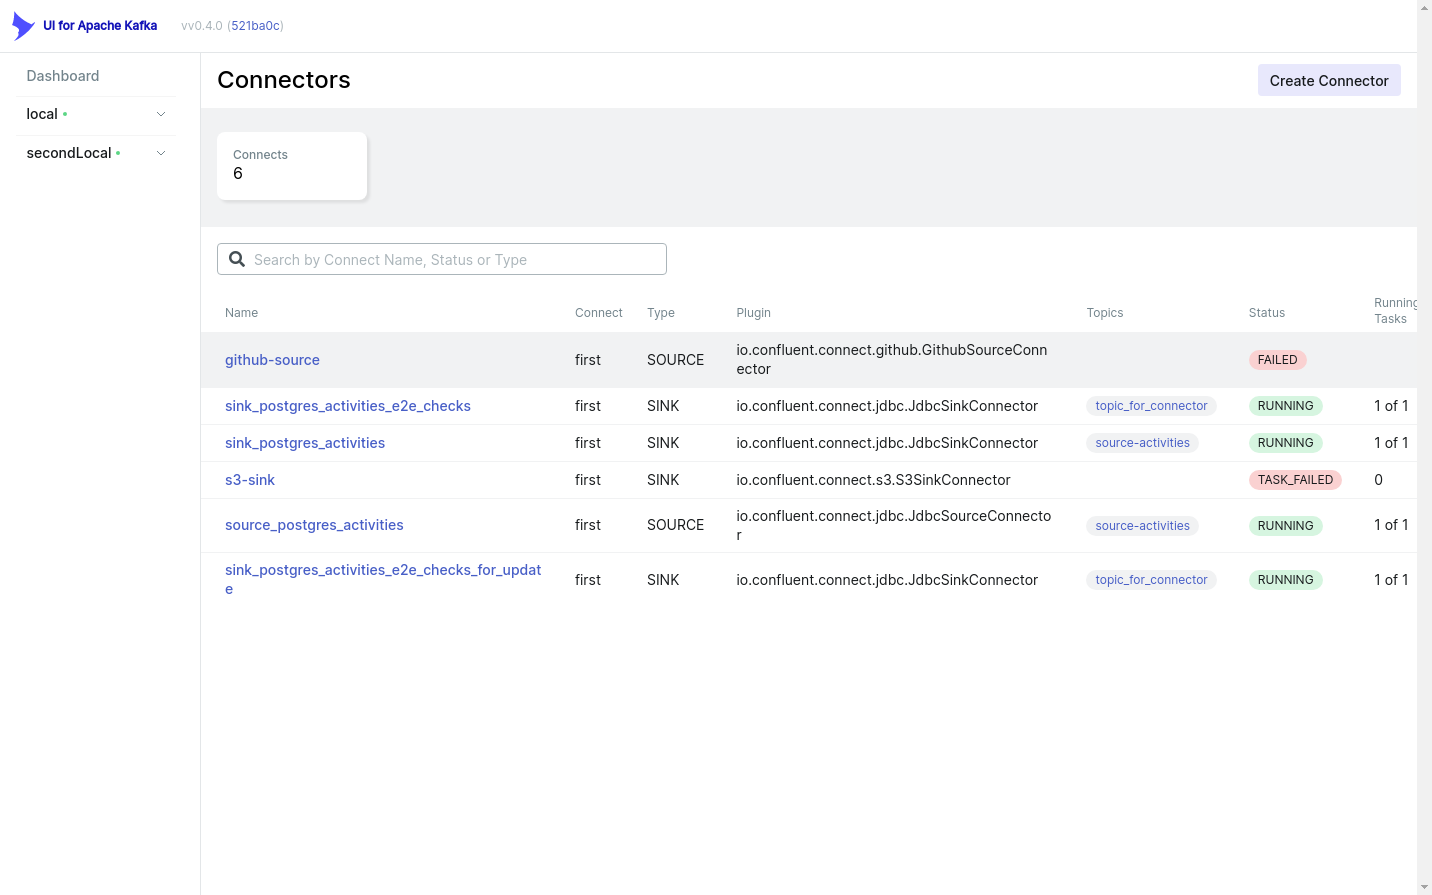 UI for Apache Kafka
vv0.4.0 (521ba0c)
Dashboard
local
secondLocal
Connectors
Create Connector
Connects
6
Search by Connect Name, Status or Type
Name Connect Type Plugin Topics Status Running
Tasks
github-source first SOURCE io.confluent.connect.github.GithubSourceConn
ector FAILED
sink_postgres_activities_e2e_checks first SINK io.confluent.connect.jdbc.JdbcSinkConnector topic_for_connector RUNNING 1 of 1
sink_postgres_activities first SINK io.confluent.connect.jdbc.JdbcSinkConnector source-activities RUNNING 1 of 1
s3-sink first SINK io.confluent.connect.s3.S3SinkConnector TASK_FAILED 0
source_postgres_activities first SOURCE io.confluent.connect.jdbc.JdbcSourceConnecto
r source-activities RUNNING 1 of 1
sink_postgres_activities_e2e_checks_for_updat
e first SINK io.confluent.connect.jdbc.JdbcSinkConnector topic_for_connector RUNNING 1 of 1